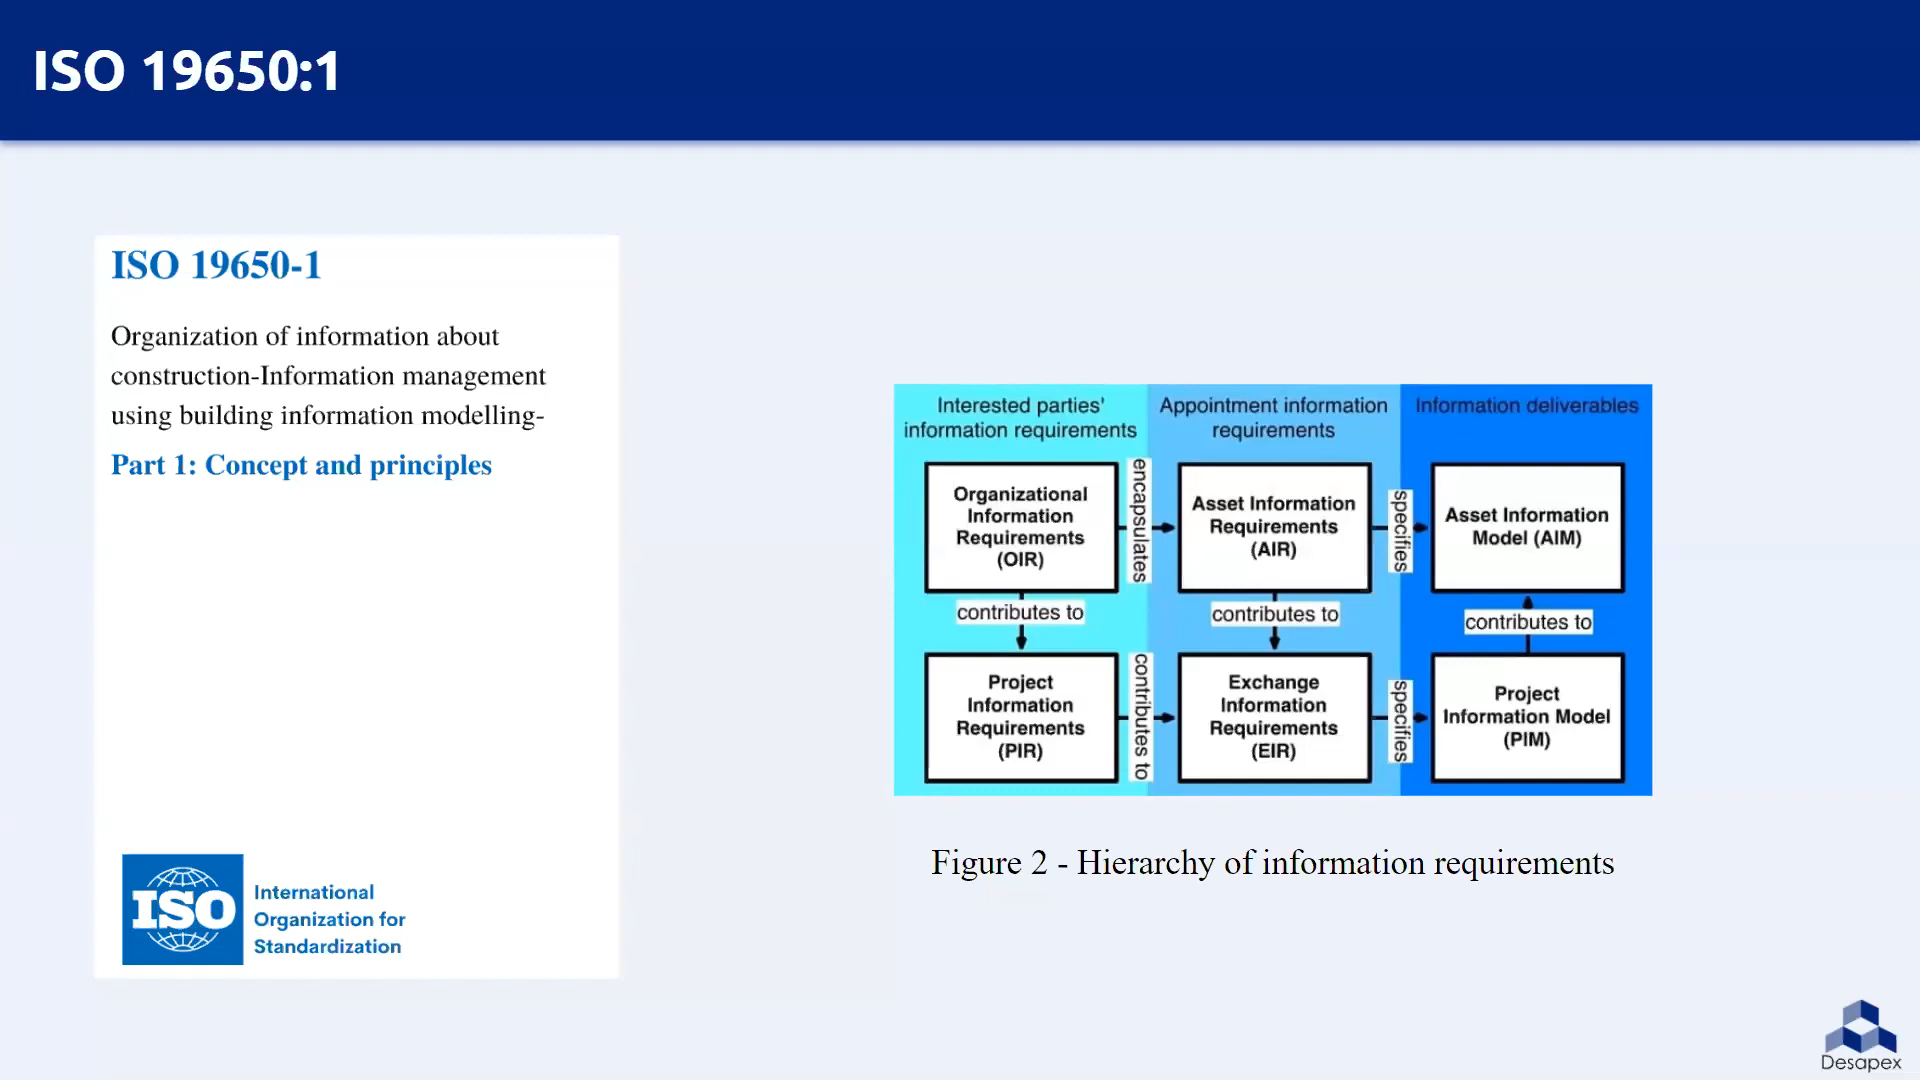 ISO 19650:1
ISO 19650-1
Organization of information about
construction-Information management
using building information modelling-
Part 1: Concept and principles
ISO
International
Organization for
Standardization
Interested parties'
information requirements
Appointment information
requirements
Information deliverables
Organizational
Information
Requirements
(OIR)
encapsulates
Asset Information
Requirements
(AIR)
specifies
Asset Information
Model (AIM)
contributes to
contributes to
contributes to
Project
Information
Requirements
(PIR)
contributes to
Exchange
Information
Requirements
(EIR)
specifies
Project
Information Model
(PIM)
Figure 2 - Hierarchy of information requirements
Desapex